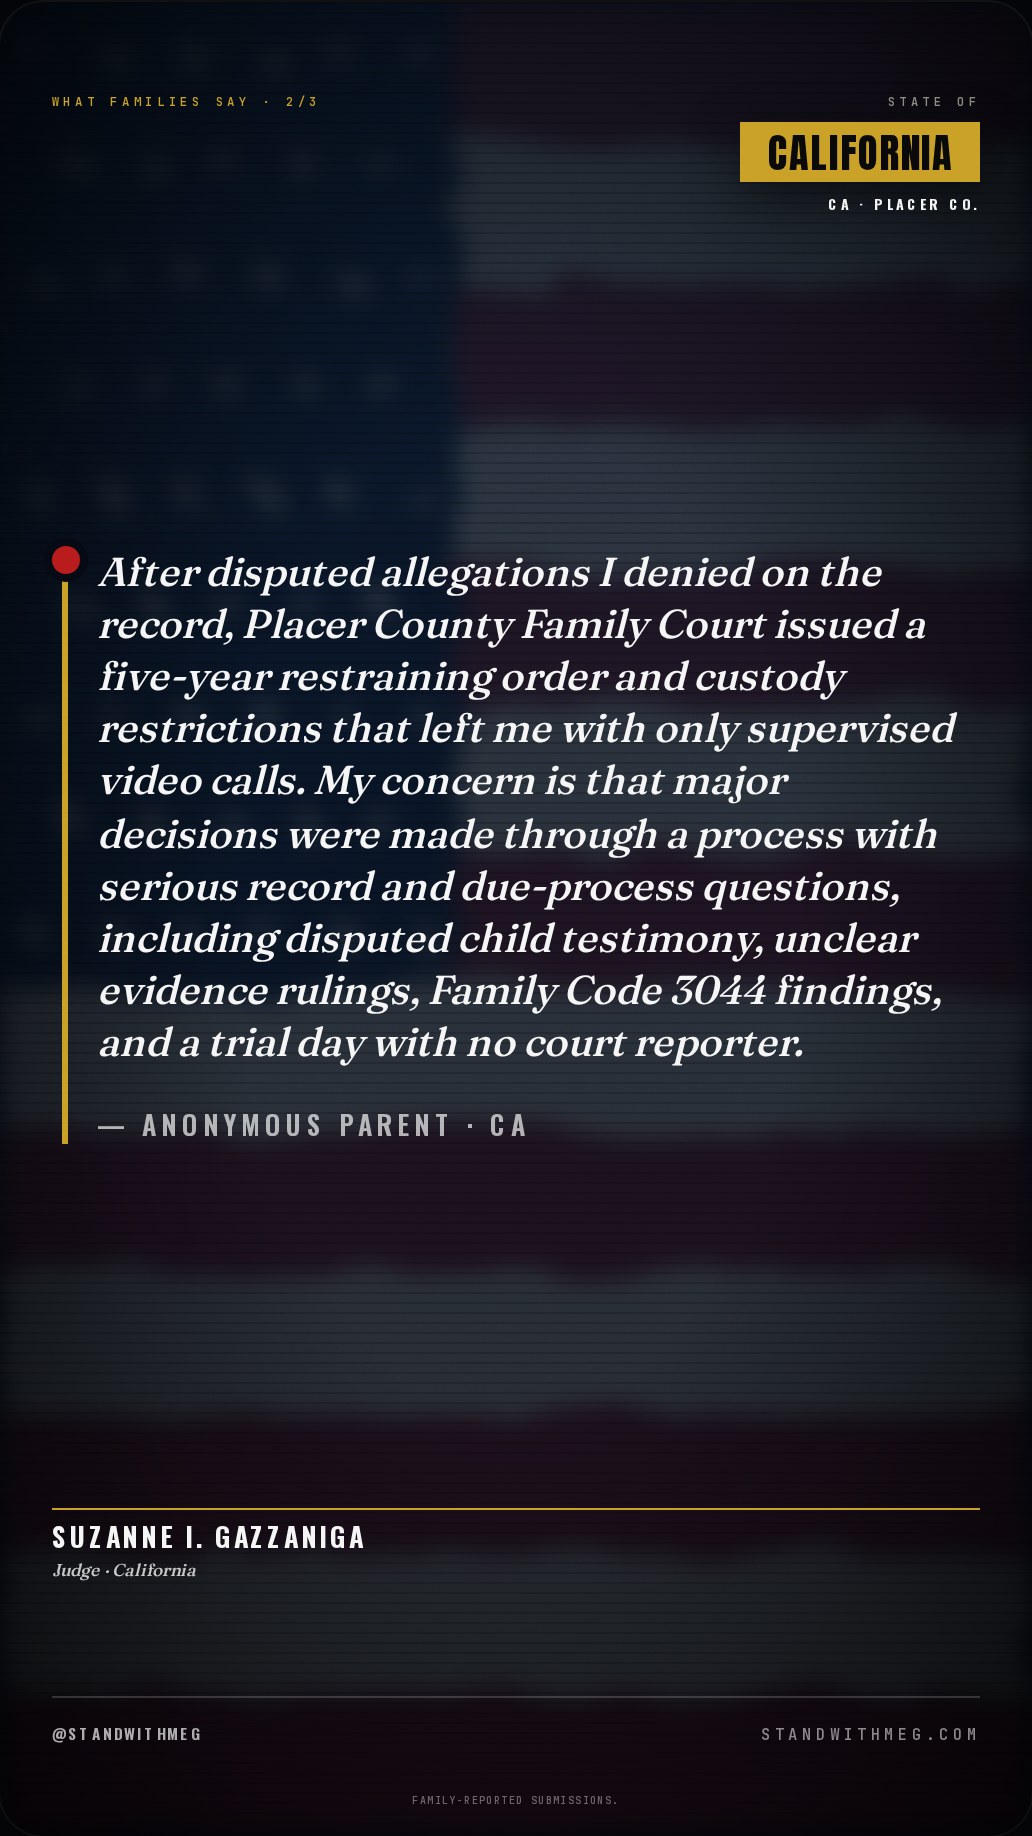 WHAT FAMILIES SAY · 2/3
STATE OF
CALIFORNIA
CA · PLACER CO.
After disputed allegations I denied on the
record, Placer County Family Court issued a
five-year restraining order and custody
restrictions that left me with only supervised
video calls. My concern is that major
decisions were made through a process with
serious record and due-process questions,
including disputed child testimony, unclear
evidence rulings, Family Code 3044 findings,
and a trial day with no court reporter.
— ANONYMOUS PARENT · CA
SUZANNE I. GAZZANIGA
Judge · California
@STANDWITHMEG
STANDWITHMEG.COM
FAMILY-REPORTED SUBMISSIONS.